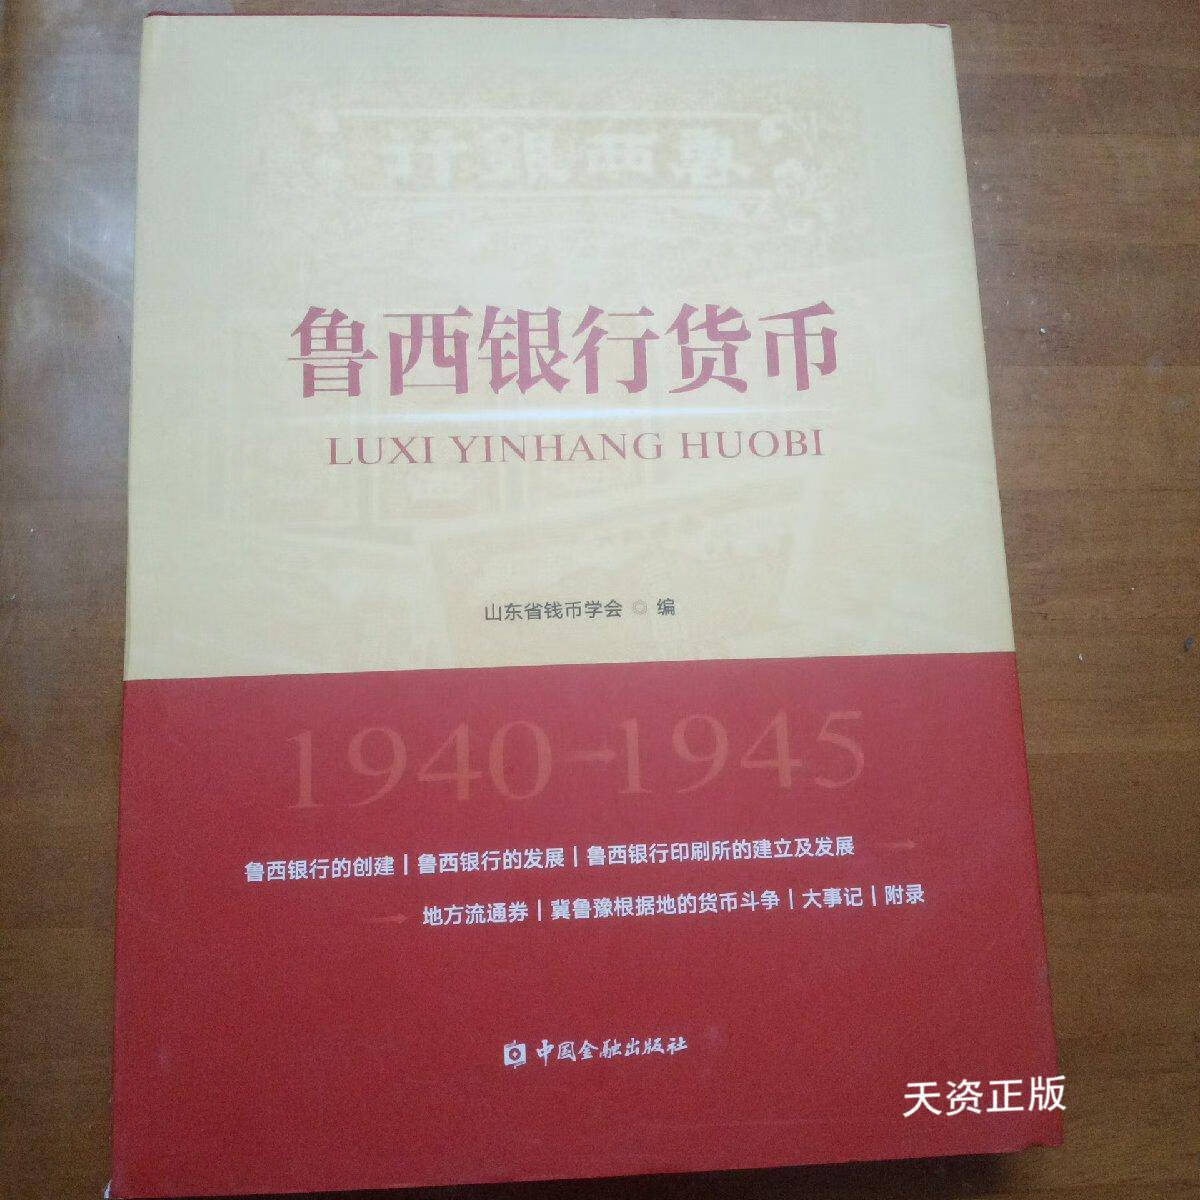 魯西銀行
鲁西银行货币
LUXI YINHANG HUOBI
山东省钱币学会 ◎ 编
1940-1945
鲁西银行的创建|鲁西银行的发展|鲁西银行印刷所的建立及发展
地方流通券|冀鲁豫根据地的货币斗争|大事记|附录
中国金融出版社
天资正版